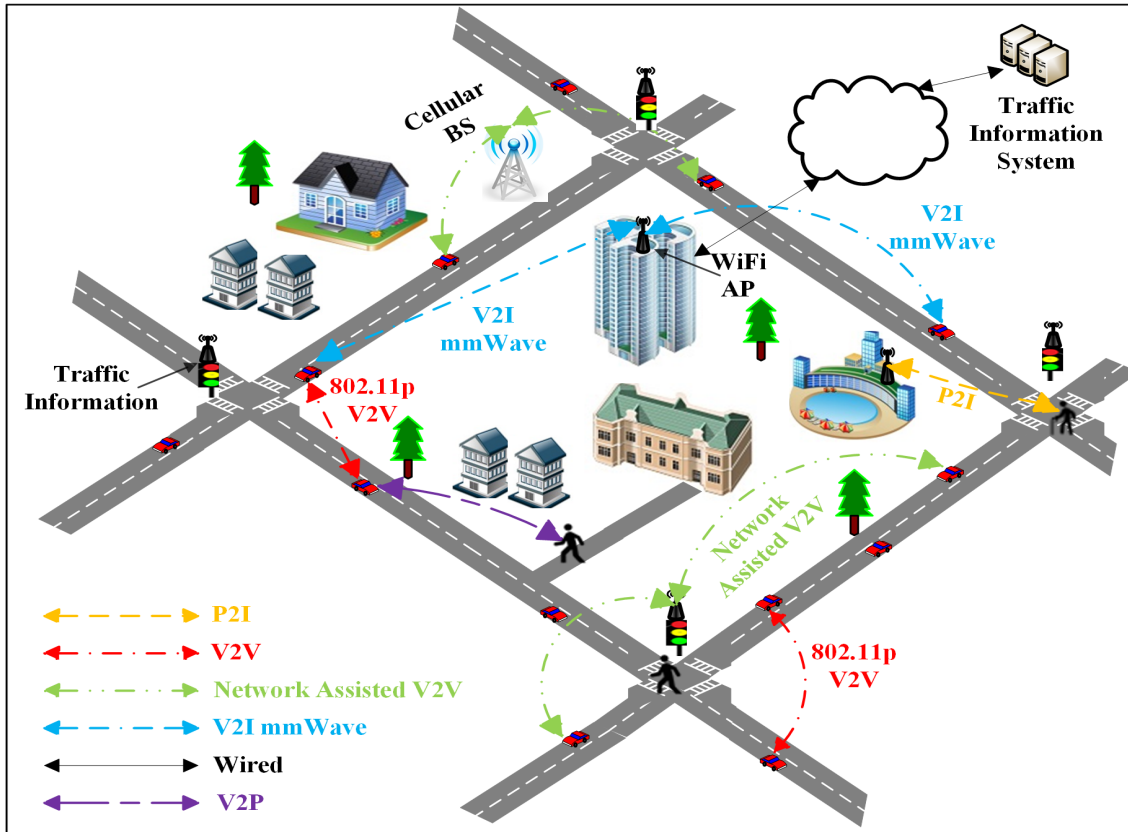 Cellular
BS
Traffic
Information
System
V2I
mmWave
WiFi
AP
V2I
mmWave
Traffic
Information
802.11p
V2V
P2I
Network
Assisted V2V
802.11p
V2V
P2I
V2V
Network Assisted V2V
V2I mmWave
Wired
V2P